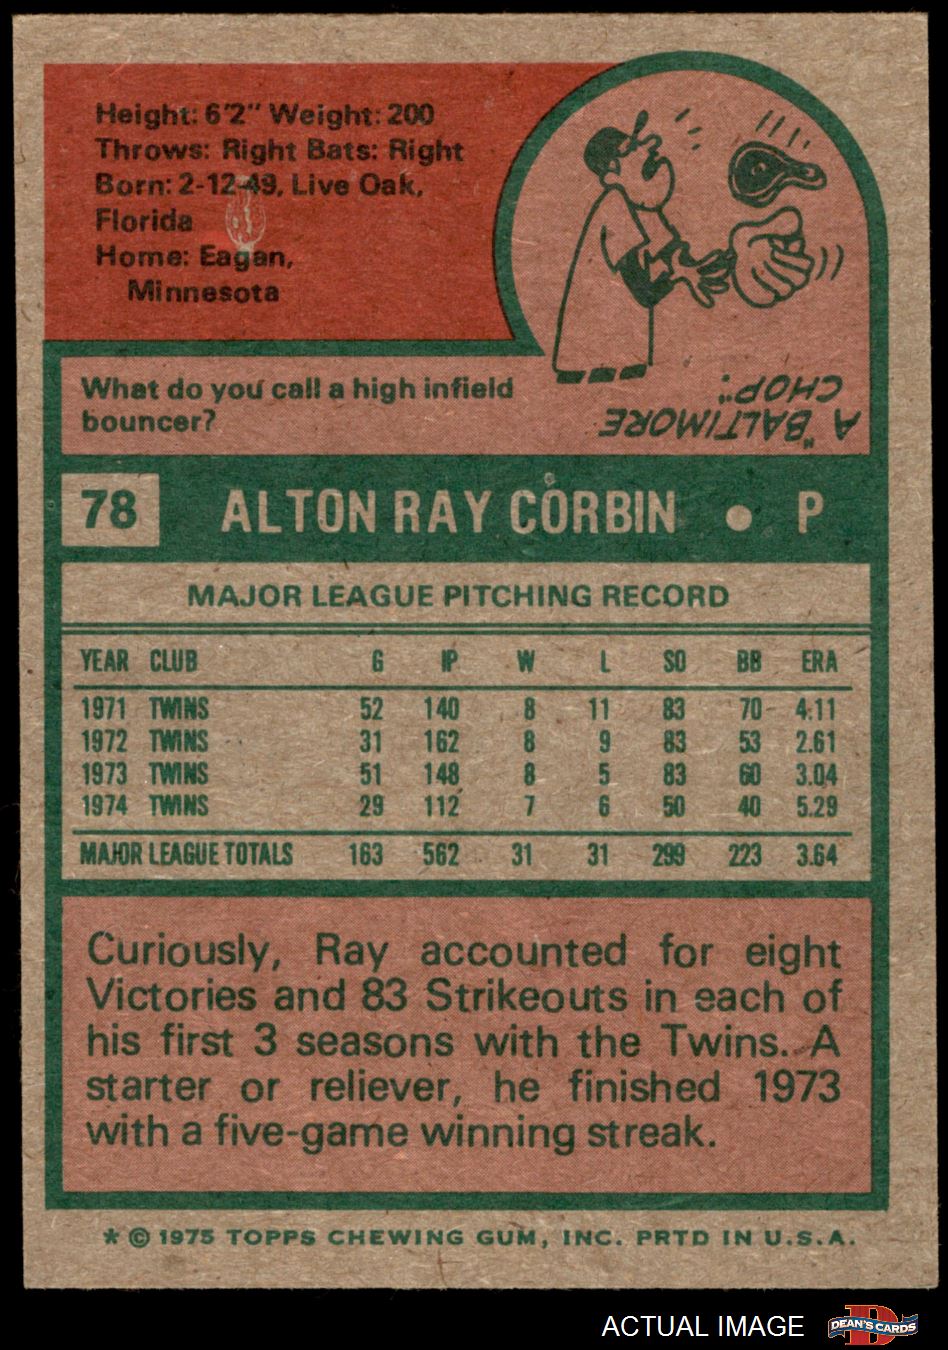 Height: 6'2" Weight: 200
Throws: Right Bats: Right
Born: 2-12-49, Live Oak,
Florida
Home: Eagan,
Minnesota
What do you call a high infield
bouncer?
A "BALTIMORE
CHOP."
78 ALTON RAY CORBIN • P
MAJOR LEAGUE PITCHING RECORD
YEAR CLUB G IP W L SO BB ERA
1971 TWINS 52 140 8 11 83 70 4.11
1972 TWINS 31 162 8 9 83 53 2.61
1973 TWINS 51 148 8 5 83 60 3.04
1974 TWINS 29 112 7 6 50 40 5.29
MAJOR LEAGUE TOTALS 163 562 31 31 299 223 3.64
Curiously, Ray accounted for eight
Victories and 83 Strikeouts in each of
his first 3 seasons with the Twins. A
starter or reliever, he finished 1973
with a five-game winning streak.
* © 1975 TOPPS CHEWING GUM, INC. PRTD IN U.S.A.
ACTUAL IMAGE
D
DEAN'S CARDS